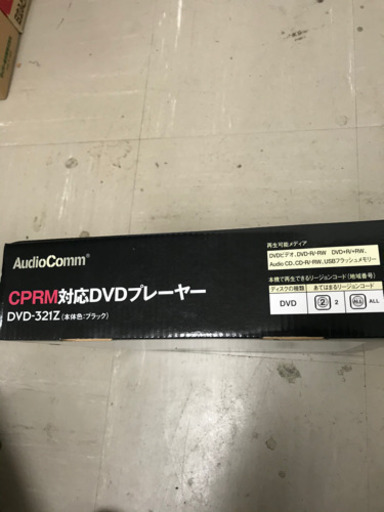 AudioComm®
CPRM対応DVDプレーヤー
DVD-321Z（本体色：ブラック）
再生可能メディア
DVDビデオ、DVD-R/-RW DVD+R/+RW、
Audio CD、CD-R/-RW、USBフラッシュメモリー
本機で再生できるリージョンコード（地域番号）
ディスクの種類 あてはまるリージョンコード
DVD 2 2 ALL ALL